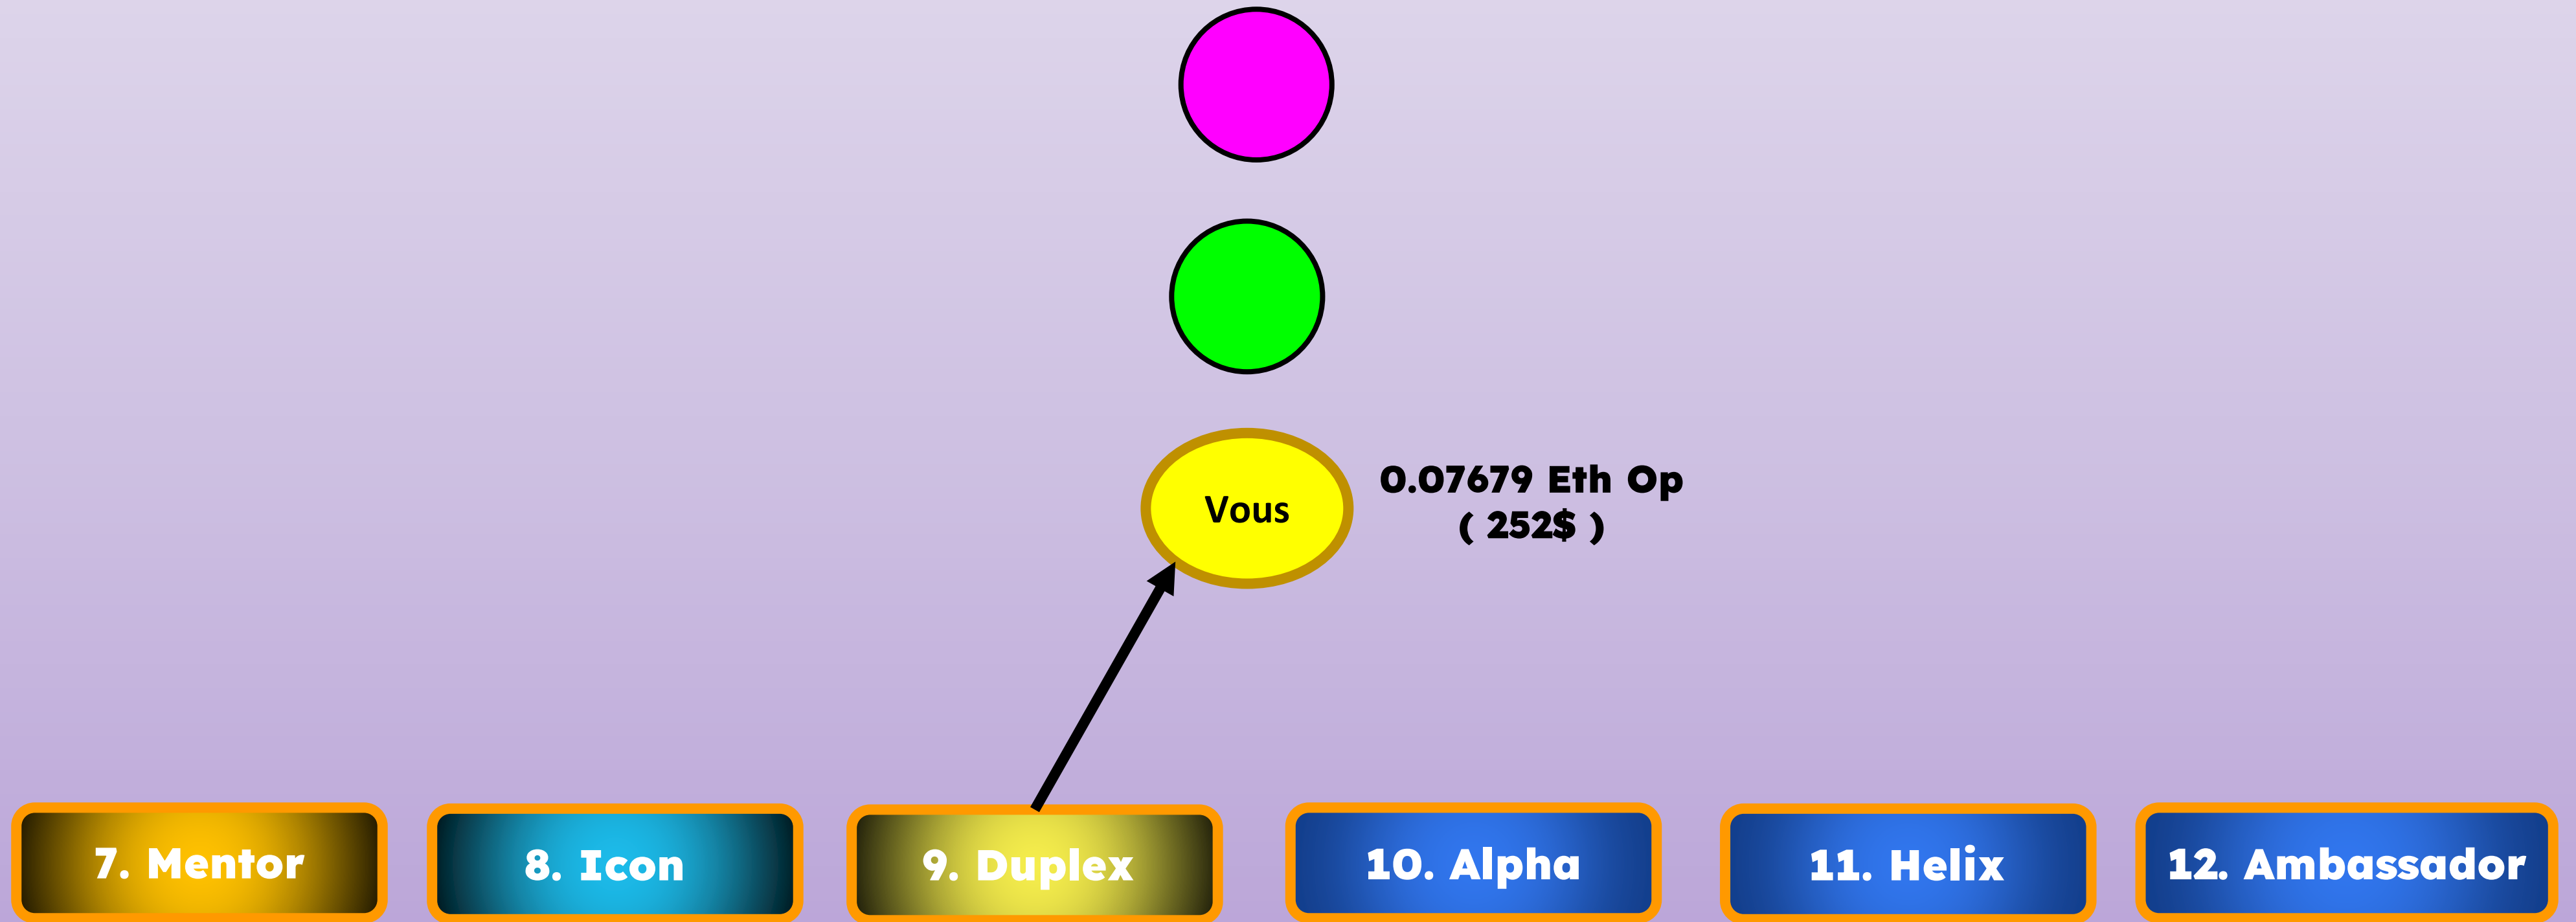 Vous
0.07679 Eth Op
( 252$ )
7. Mentor
8. Icon
9. Duplex
10. Alpha
11. Helix
12. Ambassador